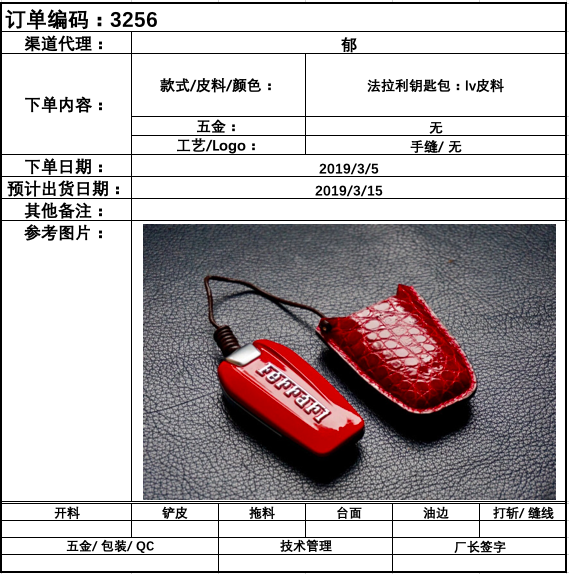 订单编码：3256
渠道代理： 郁
下单内容： 款式/皮料/颜色： 法拉利钥匙包：lv皮料
五金： 无
工艺/Logo： 手缝/ 无
下单日期： 2019/3/5
预计出货日期： 2019/3/15
其他备注：
参考图片：
Ferrari
开料 铲皮 拖料 台面 油边 打斩/ 缝线
五金/ 包装/ QC 技术管理 厂长签字